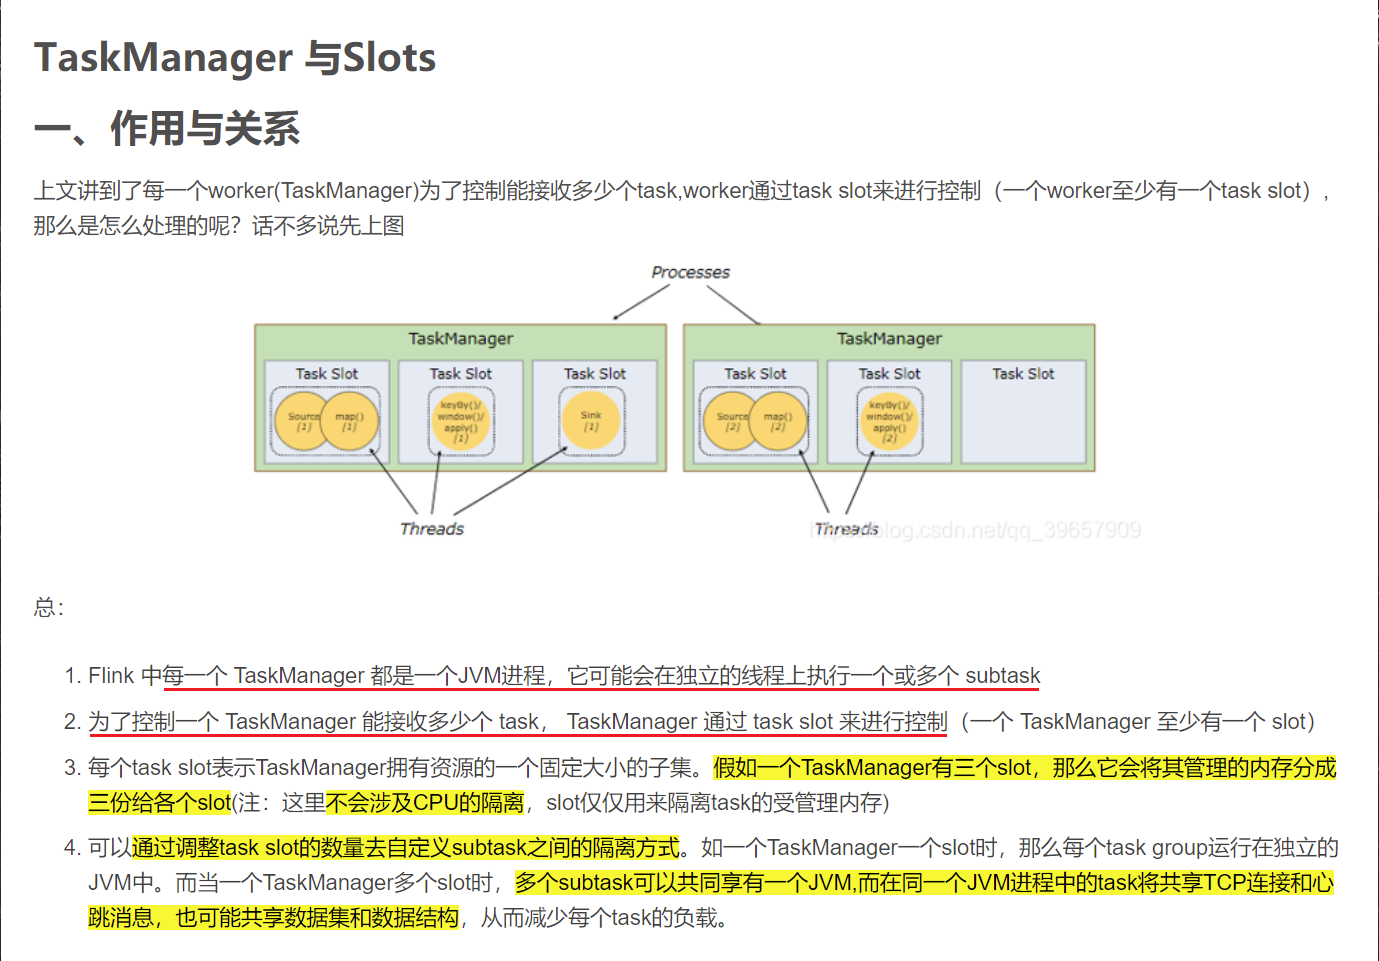 TaskManager 与Slots
一、作用与关系
上文讲到了每一个worker(TaskManager)为了控制能接收多少个task,worker通过task slot来进行控制（一个worker至少有一个task slot）,
那么是怎么处理的呢？话不多说先上图
Processes
TaskManager
TaskManager
Task Slot
Task Slot
Task Slot
Task Slot
Task Slot
Task Slot
Source
[1]
map()
[1]
keyBy()/
window()/
apply()
[1]
Sink
[1]
Source
[2]
map()
[2]
keyBy()/
window()/
apply()
[2]
Threads
Threads
https://blog.csdn.net/qq_39657909
总：
1. Flink 中每一个 TaskManager 都是一个JVM进程，它可能会在独立的线程上执行一个或多个 subtask
2. 为了控制一个 TaskManager 能接收多少个 task， TaskManager 通过 task slot 来进行控制（一个 TaskManager 至少有一个 slot）
3. 每个task slot表示TaskManager拥有资源的一个固定大小的子集。假如一个TaskManager有三个slot，那么它会将其管理的内存分成
三份给各个slot(注：这里不会涉及CPU的隔离，slot仅仅用来隔离task的受管理内存)
4. 可以通过调整task slot的数量去自定义subtask之间的隔离方式。如一个TaskManager一个slot时，那么每个task group运行在独立的
JVM中。而当一个TaskManager多个slot时，多个subtask可以共同享有一个JVM,而在同一个JVM进程中的task将共享TCP连接和心
跳消息，也可能共享数据集和数据结构，从而减少每个task的负载。